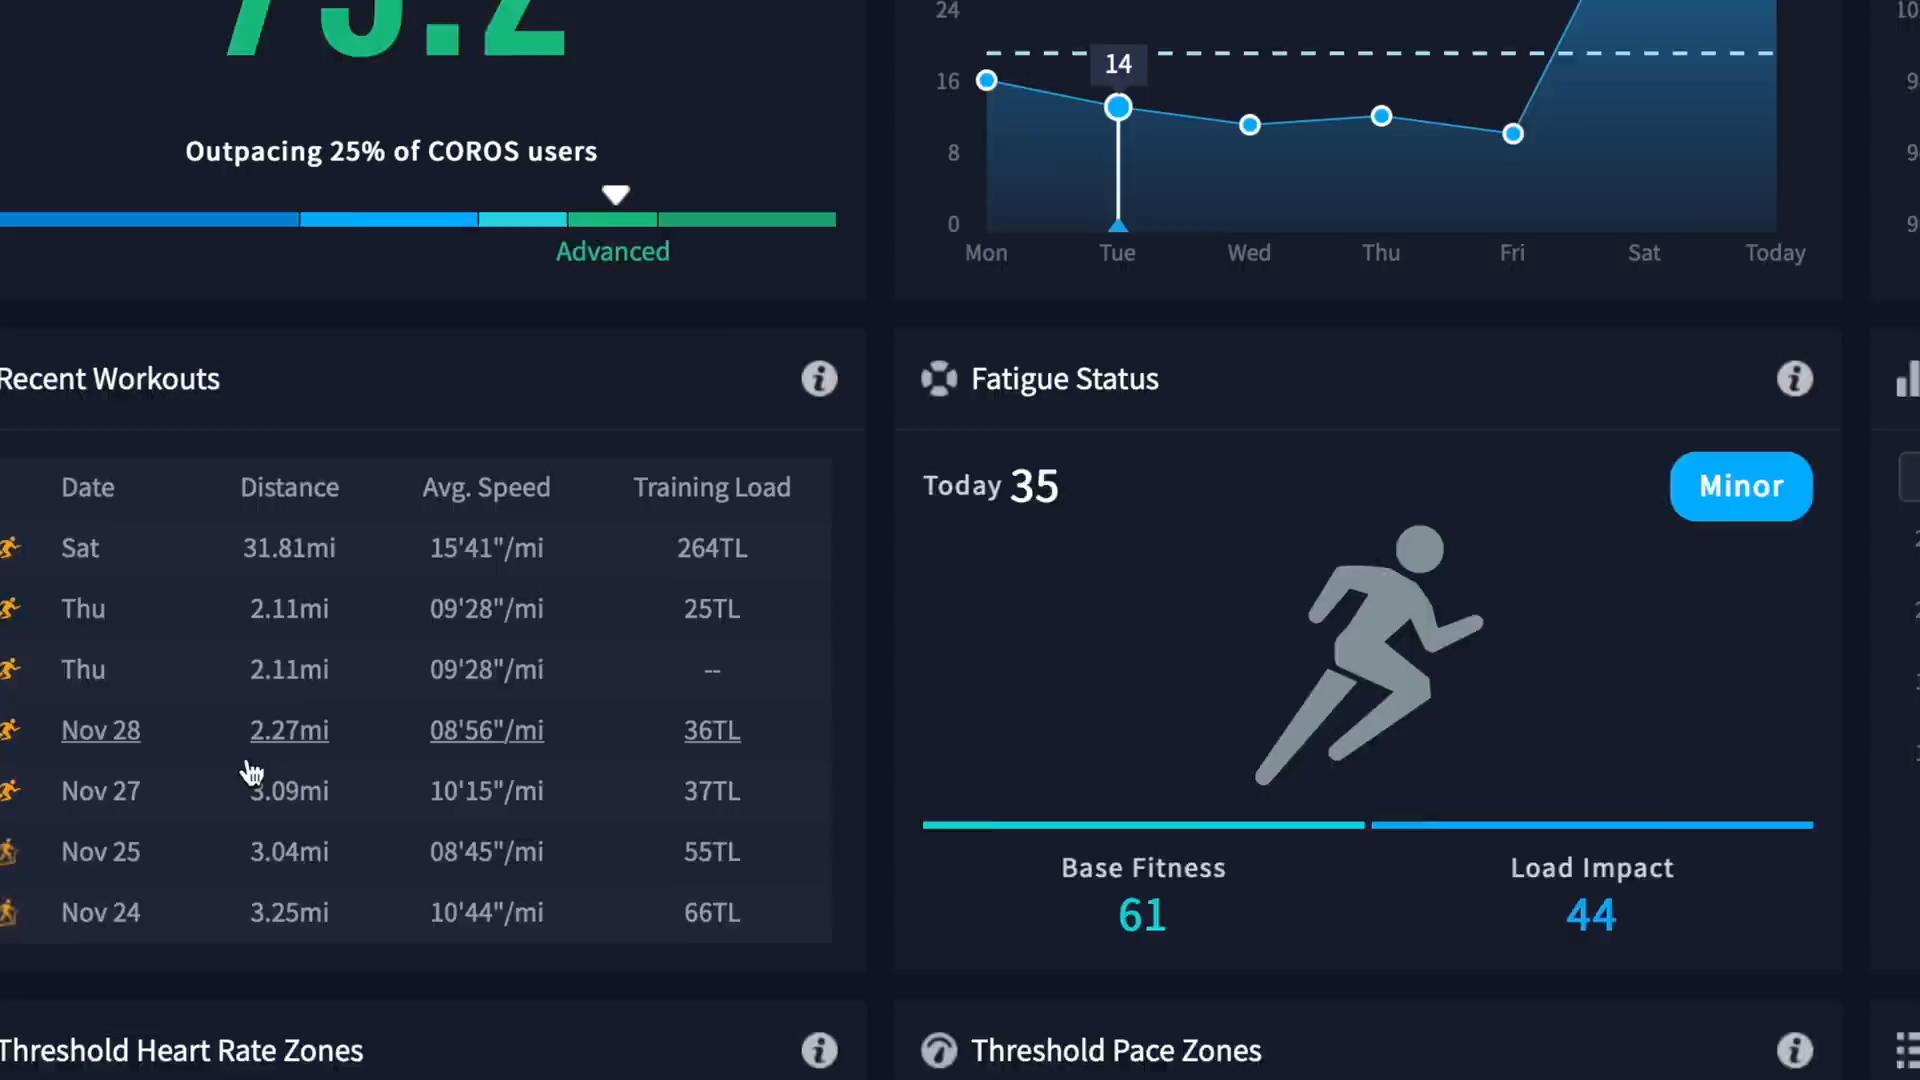 Outpacing 25% of COROS users
Advanced
24
16
8
0
14
Mon Tue Wed Thu Fri Sat Today
Recent Workouts
Date Distance Avg. Speed Training Load
Sat 31.81mi 15'41"/mi 264TL
Thu 2.11mi 09'28"/mi 25TL
Thu 2.11mi 09'28"/mi --
Nov 28 2.27mi 08'56"/mi 36TL
Nov 27 3.09mi 10'15"/mi 37TL
Nov 25 3.04mi 08'45"/mi 55TL
Nov 24 3.25mi 10'44"/mi 66TL
Fatigue Status
Today 35
Minor
Base Fitness
61
Load Impact
44
Threshold Heart Rate Zones
Threshold Pace Zones